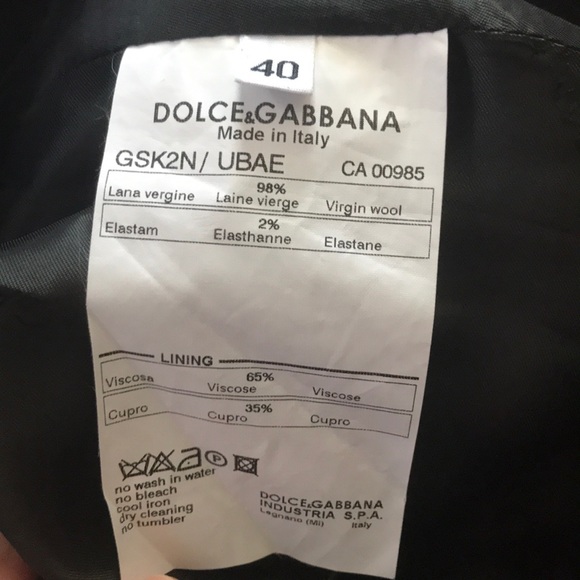 40
DOLCE&GABBANA
Made in Italy
GSK2N/ UBAE CA 00985
98%
Lana vergine Laine vierge Virgin wool
2%
Elastam Elasthanne Elastane
LINING
65%
Viscosa Viscose Viscose
35%
Cupro Cupro Cupro
P
no wash in water
no bleach
cool iron
dry cleaning
no tumbler
DOLCE&GABBANA
INDUSTRIA S.P.A.
Legnano (MI) Italy